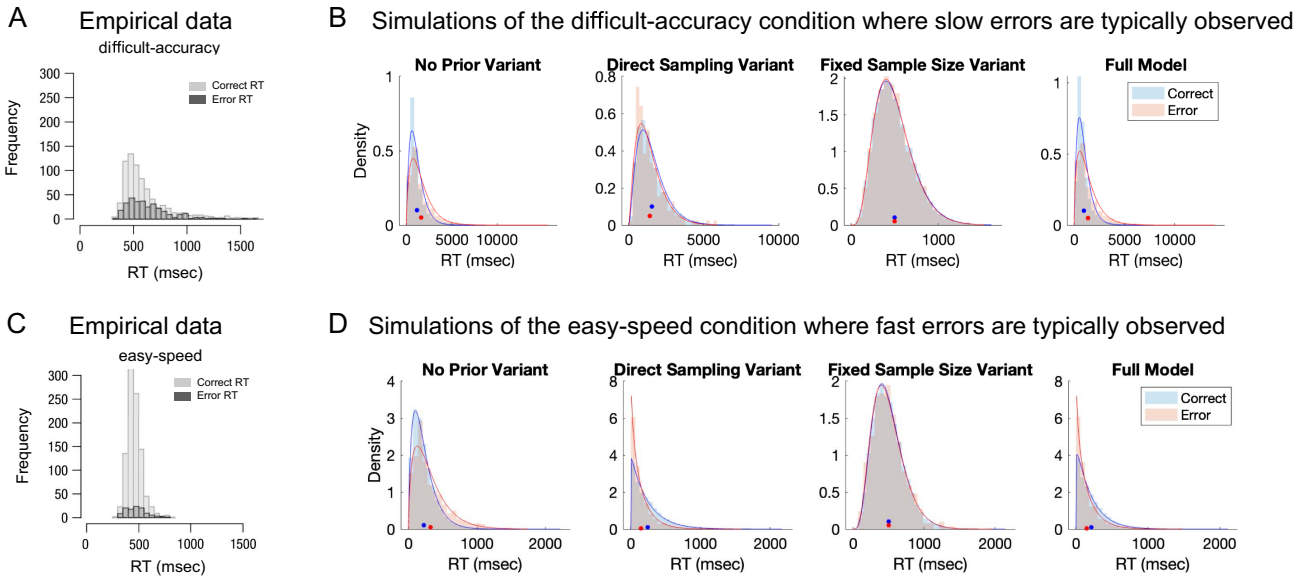 A
Empirical data
difficult-accuracy
Correct RT
Error RT
Frequency
300
250
200
150
100
50
0
0 500 1000 1500
RT (msec)
B
Simulations of the difficult-accuracy condition where slow errors are typically observed
No Prior Variant
Density
1
0.5
0
0 5000 10000
RT (msec)
Direct Sampling Variant
0.8
0.6
0.4
0.2
0
0 5000 10000
RT (msec)
Fixed Sample Size Variant
2
1.5
1
0.5
0
0 1000
RT (msec)
Full Model
Correct
Error
1
0.5
0
0 5000 10000
RT (msec)
C
Empirical data
easy-speed
Correct RT
Error RT
Frequency
300
250
200
150
100
50
0
0 500 1000 1500
RT (msec)
D
Simulations of the easy-speed condition where fast errors are typically observed
No Prior Variant
Density
4
3
2
1
0
0 1000 2000
RT (msec)
Direct Sampling Variant
8
6
4
2
0
0 1000 2000
RT (msec)
Fixed Sample Size Variant
2
1.5
1
0.5
0
0 1000 2000
RT (msec)
Full Model
Correct
Error
8
6
4
2
0
0 1000 2000
RT (msec)